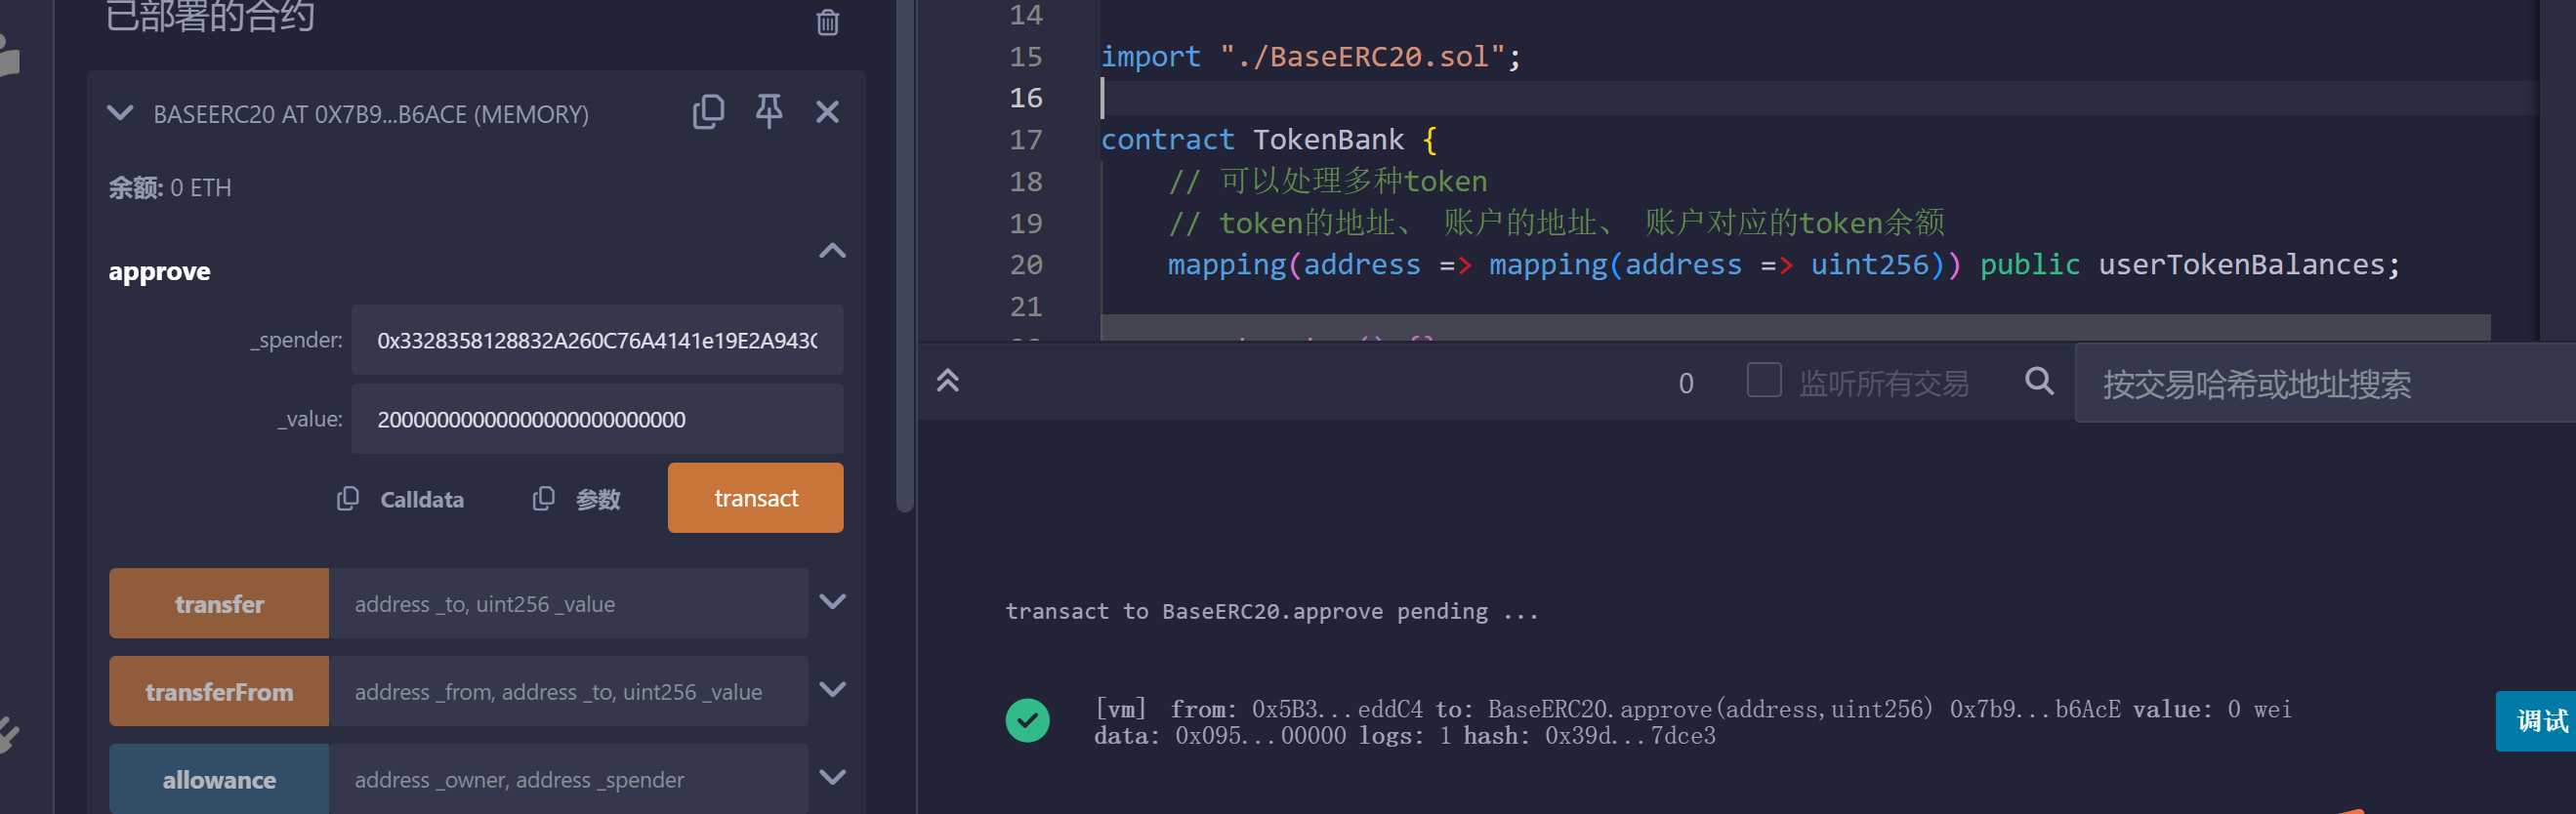 已部署的合约
BASEERC20 AT 0X7B9...B6ACE (MEMORY)
余额: 0 ETH
approve
_spender:
0x3328358128832A260C76A4141e19E2A943
_value:
Calldata
参数
transact
transfer
address _to, uint256 _value
transferFrom
address _from, address _to, uint256 _value
allowance
address _owner, address _spender
14
15 import "./BaseERC20.sol";
16
17 contract TokenBank {
18 // 可以处理多种token
19 // token的地址、 账户的地址、 账户对应的token余额
20 mapping(address => mapping(address => uint256)) public userTokenBalances;
21
0
监听所有交易
按交易哈希或地址搜索
transact to BaseERC20.approve pending ...
[vm] from: 0x5B3...eddC4 to: BaseERC20.approve(address,uint256) 0x7b9...b6AcE value: 0 wei
data: 0x095...00000 logs: 1 hash: 0x39d...7dce3
调试